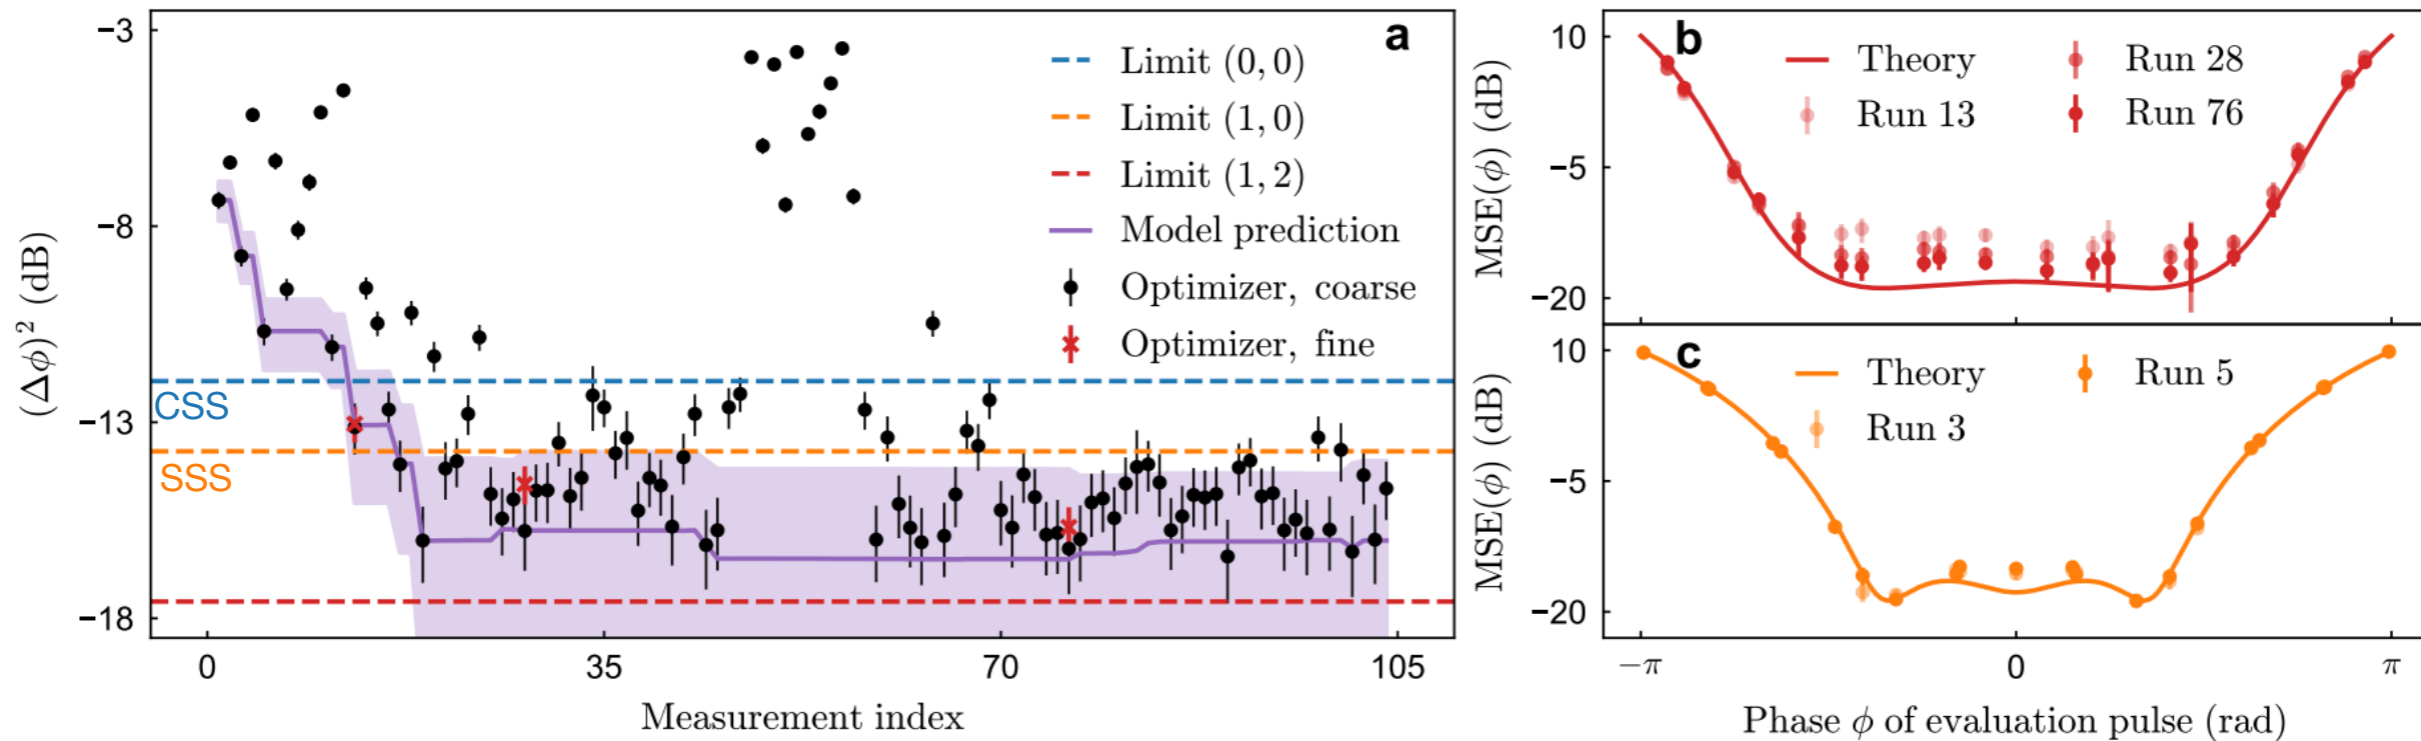 a
(Δϕ)² (dB)
−3
−8
−13
−18
CSS
SSS
Limit (0, 0)
Limit (1, 0)
Limit (1, 2)
Model prediction
Optimizer, coarse
Optimizer, fine
0
35
70
105
Measurement index
b
MSE(ϕ) (dB)
10
−5
−20
Theory
Run 13
Run 28
Run 76
c
MSE(ϕ) (dB)
10
−5
−20
Theory
Run 3
Run 5
−π
0
π
Phase ϕ of evaluation pulse (rad)